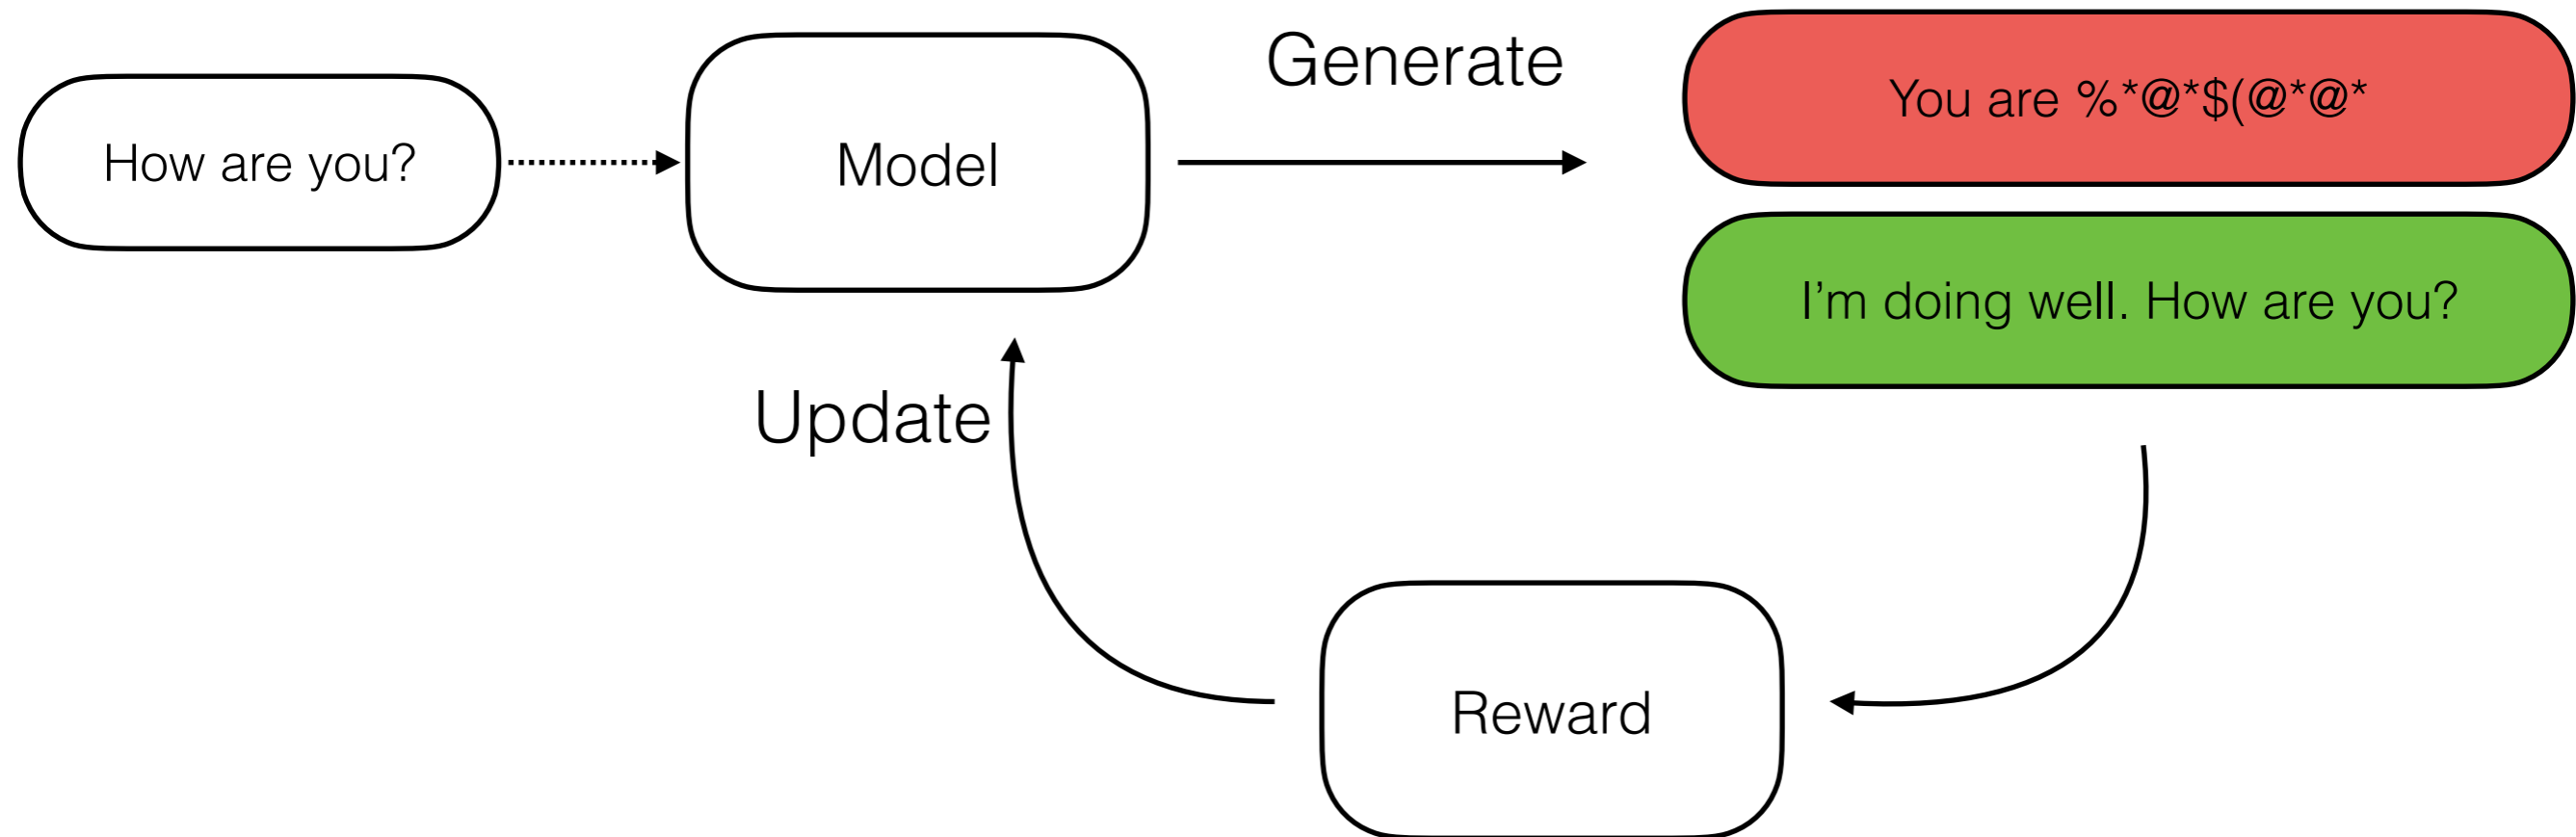 How are you?
Model
Generate
You are %*@*$(@*@*
I'm doing well. How are you?
Update
Reward